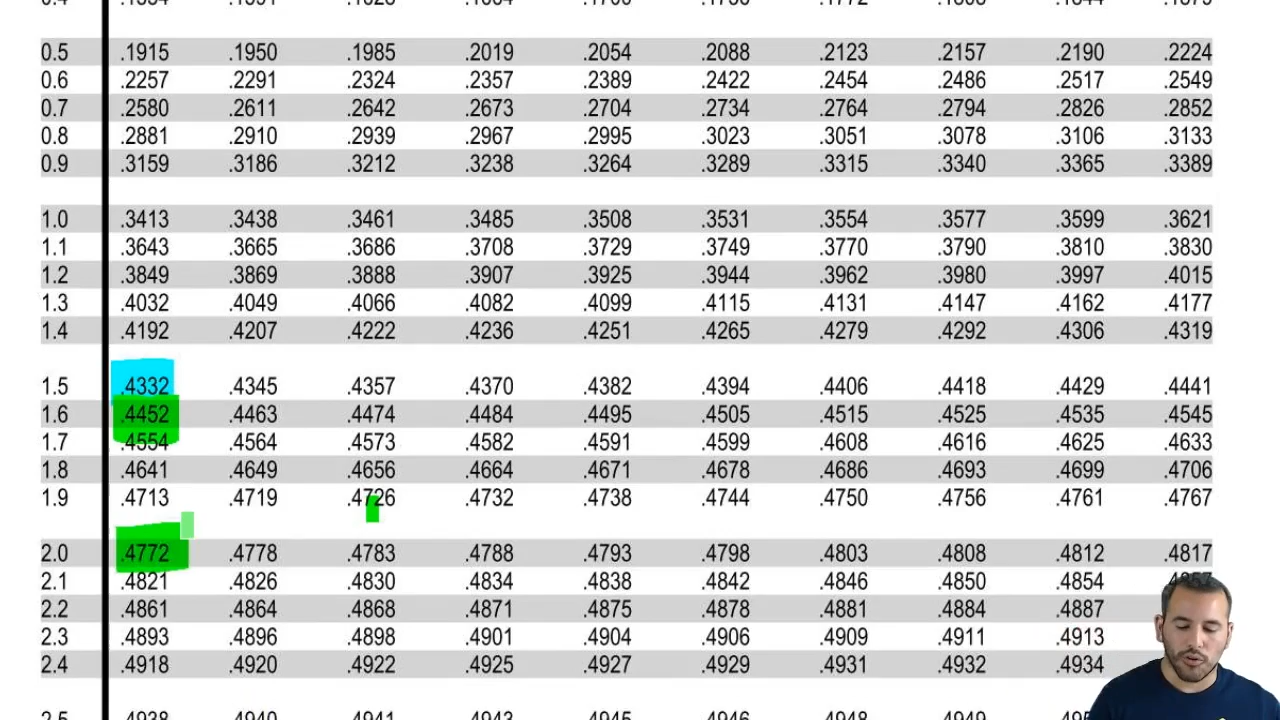 0.5 .1915 .1950 .1985 .2019 .2054 .2088 .2123 .2157 .2190 .2224
0.6 .2257 .2291 .2324 .2357 .2389 .2422 .2454 .2486 .2517 .2549
0.7 .2580 .2611 .2642 .2673 .2704 .2734 .2764 .2794 .2826 .2852
0.8 .2881 .2910 .2939 .2967 .2995 .3023 .3051 .3078 .3106 .3133
0.9 .3159 .3186 .3212 .3238 .3264 .3289 .3315 .3340 .3365 .3389
1.0 .3413 .3438 .3461 .3485 .3508 .3531 .3554 .3577 .3599 .3621
1.1 .3643 .3665 .3686 .3708 .3729 .3749 .3770 .3790 .3810 .3830
1.2 .3849 .3869 .3888 .3907 .3925 .3944 .3962 .3980 .3997 .4015
1.3 .4032 .4049 .4066 .4082 .4099 .4115 .4131 .4147 .4162 .4177
1.4 .4192 .4207 .4222 .4236 .4251 .4265 .4279 .4292 .4306 .4319
1.5 .4332 .4345 .4357 .4370 .4382 .4394 .4406 .4418 .4429 .4441
1.6 .4452 .4463 .4474 .4484 .4495 .4505 .4515 .4525 .4535 .4545
1.7 .4554 .4564 .4573 .4582 .4591 .4599 .4608 .4616 .4625 .4633
1.8 .4641 .4649 .4656 .4664 .4671 .4678 .4686 .4693 .4699 .4706
1.9 .4713 .4719 .4726 .4732 .4738 .4744 .4750 .4756 .4761 .4767
2.0 .4772 .4778 .4783 .4788 .4793 .4798 .4803 .4808 .4812 .4817
2.1 .4821 .4826 .4830 .4834 .4838 .4842 .4846 .4850 .4854
2.2 .4861 .4864 .4868 .4871 .4875 .4878 .4881 .4884 .4887
2.3 .4893 .4896 .4898 .4901 .4904 .4906 .4909 .4911 .4913
2.4 .4918 .4920 .4922 .4925 .4927 .4929 .4931 .4932 .4934
2.5 .4938 .4940 .4941 .4943 .4945 .4946 .4948 .4949